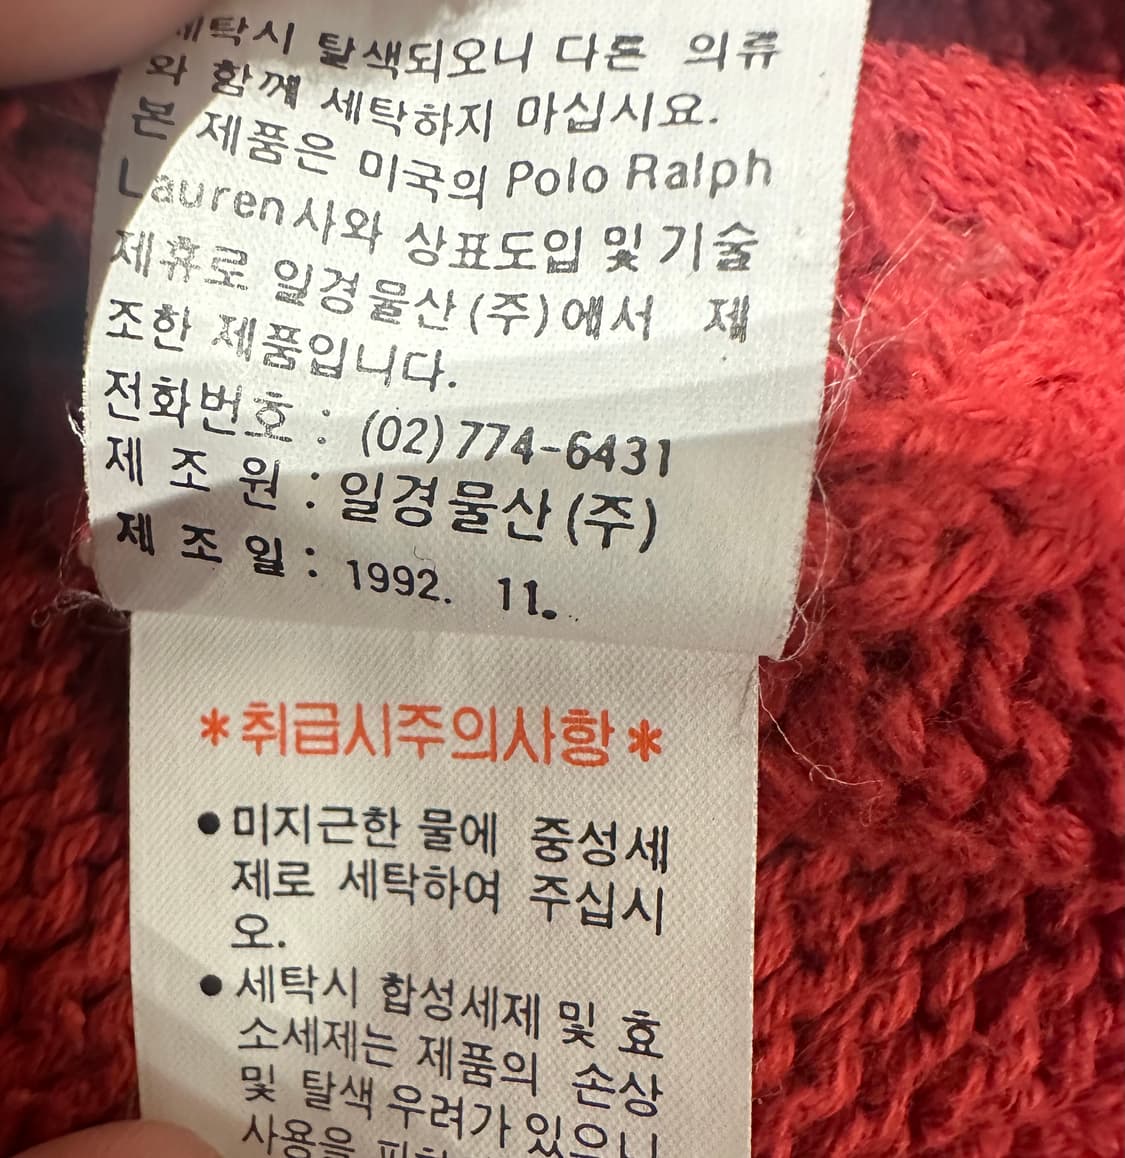 세탁시 탈색되오니 다른 의류
와 함께 세탁하지 마십시요.
본 제품은 미국의 Polo Ralph
Lauren사와 상표도입 및 기술
제휴로 일경물산(주)에서 제
조한 제품입니다.
전화번호 : (02)774-6431
제 조 원 : 일경물산(주)
제 조 일 : 1992. 11.
*취급시주의사항*
●미지근한 물에 중성세
제로 세탁하여 주십시
오.
●세탁시 합성세제 및 효
소세제는 제품의 손상
및 탈색 우려가 있으니
사용을